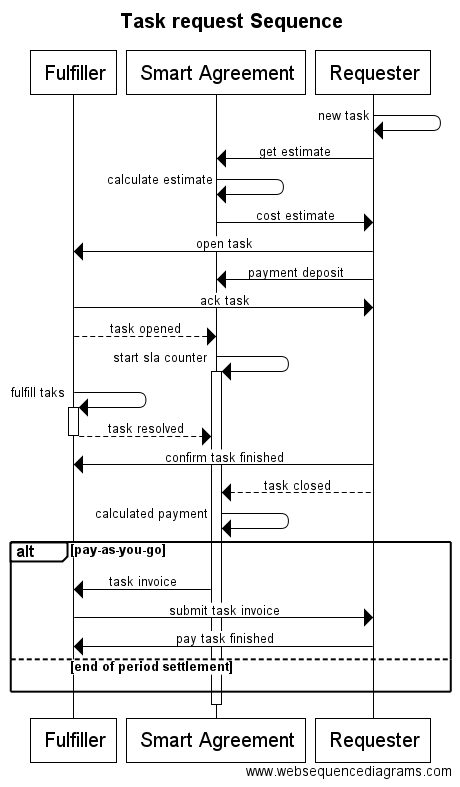 Task request Sequence
Fulfiller
Smart Agreement
Requester
new task
get estimate
calculate estimate
cost estimate
open task
payment deposit
ack task
task opened
start sla counter
fulfill taks
task resolved
confirm task finished
task closed
calculated payment
alt
[pay-as-you-go]
task invoice
submit task invoice
pay task finished
[end of period settlement]
Fulfiller
Smart Agreement
Requester
www.websequencediagrams.com